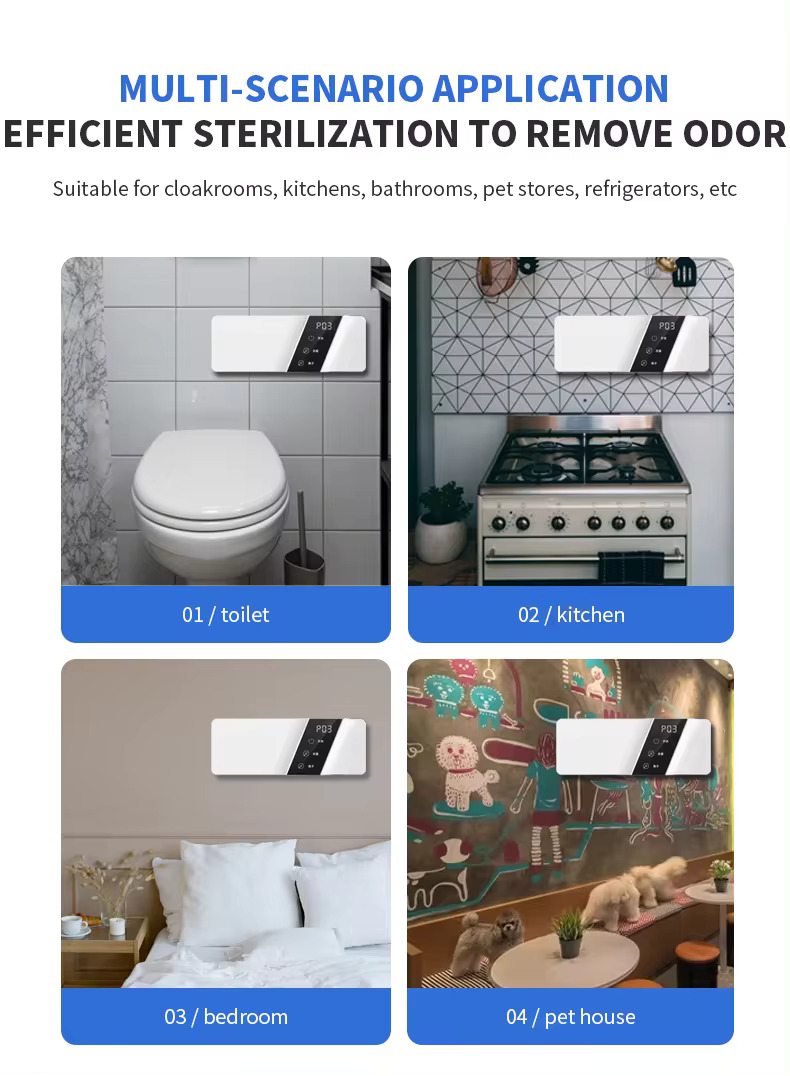 MULTI-SCENARIO APPLICATION
EFFICIENT STERILIZATION TO REMOVE ODOR
Suitable for cloakrooms, kitchens, bathrooms, pet stores, refrigerators, etc
P03
P03
01 / toilet
02 / kitchen
P03
P03
03 / bedroom
04 / pet house